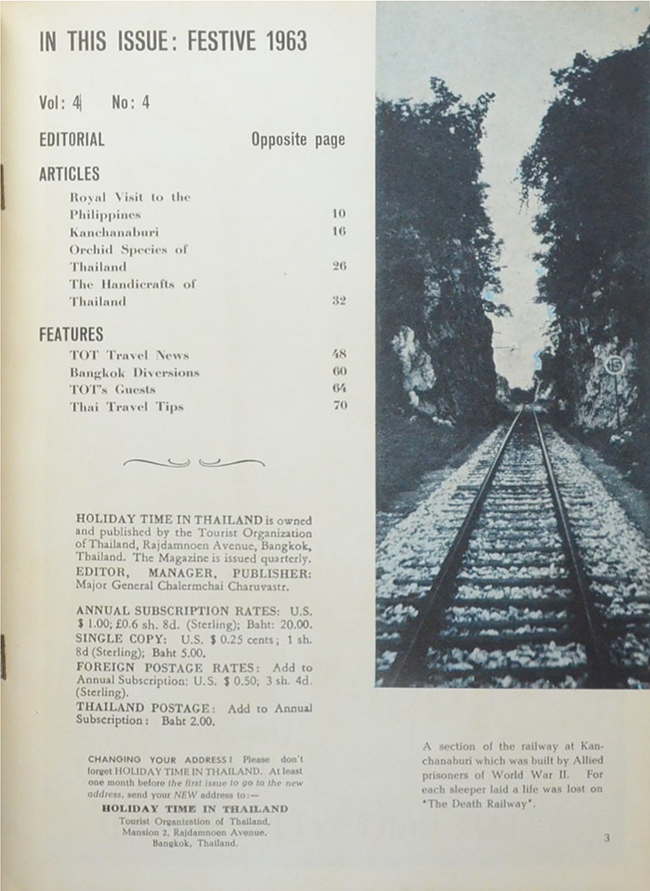 IN THIS ISSUE: FESTIVE 1963
Vol: 4 No: 4
EDITORIAL Opposite page
ARTICLES
Royal Visit to the
Philippines 10
Kanchanaburi 16
Orchid Species of
Thailand 26
The Handicrafts of
Thailand 32
FEATURES
TOT Travel News 48
Bangkok Diversions 60
TOT's Guests 64
Thai Travel Tips 70
HOLIDAY TIME IN THAILAND is owned
and published by the Tourist Organization
of Thailand, Rajdamnoen Avenue, Bangkok,
Thailand. The Magazine is issued quarterly.
EDITOR, MANAGER, PUBLISHER:
Major General Chalermchai Charuvastr.
ANNUAL SUBSCRIPTION RATES: U.S.
$ 1.00; £0.6 sh. 8d. (Sterling); Baht: 20.00.
SINGLE COPY: U.S. $ 0.25 cents; 1 sh.
8d (Sterling); Baht 5.00.
FOREIGN POSTAGE RATES: Add to
Annual Subscription: U.S. $ 0.50; 3 sh. 4d.
(Sterling).
THAILAND POSTAGE: Add to Annual
Subscription: Baht 2.00.
CHANGING YOUR ADDRESS! Please don't
forget HOLIDAY TIME IN THAILAND. At least
one month before the first issue to go to the new
address, send your NEW address to:—
HOLIDAY TIME IN THAILAND
Tourist Organization of Thailand,
Mansion 2, Rajdamnoen Avenue,
Bangkok, Thailand.
15
A section of the railway at Kan-
chanaburi which was built by Allied
prisoners of World War II. For
each sleeper laid a life was lost on
"The Death Railway".
3